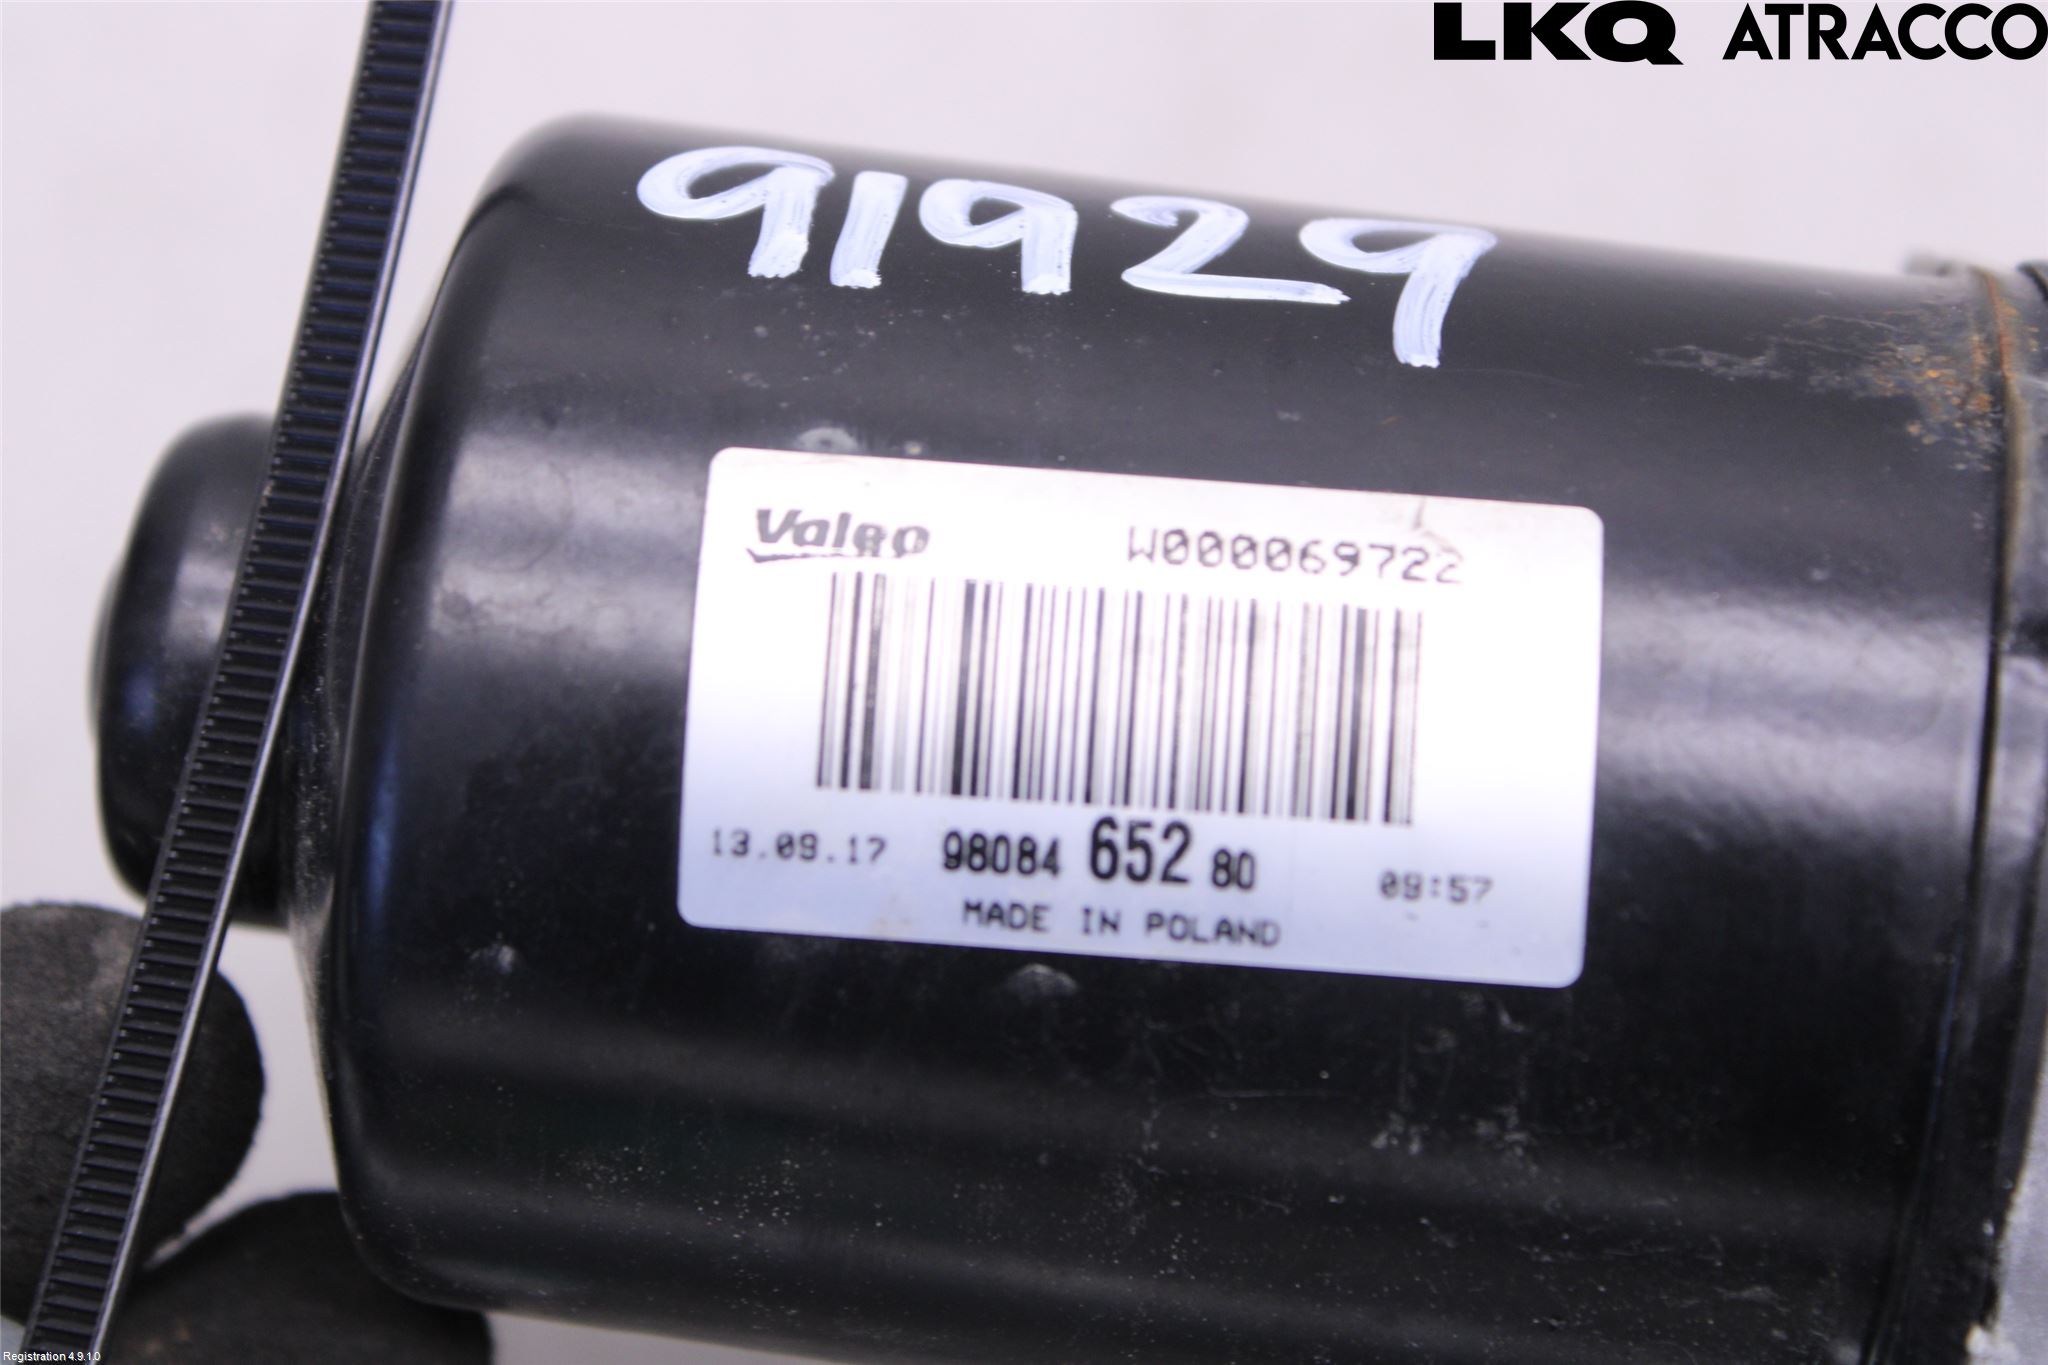 LKQ ATRACCO
91929
Valeo W000069722
13.09.17 98084 652 80 09:57
MADE IN POLAND
Registration 4.9.1.0